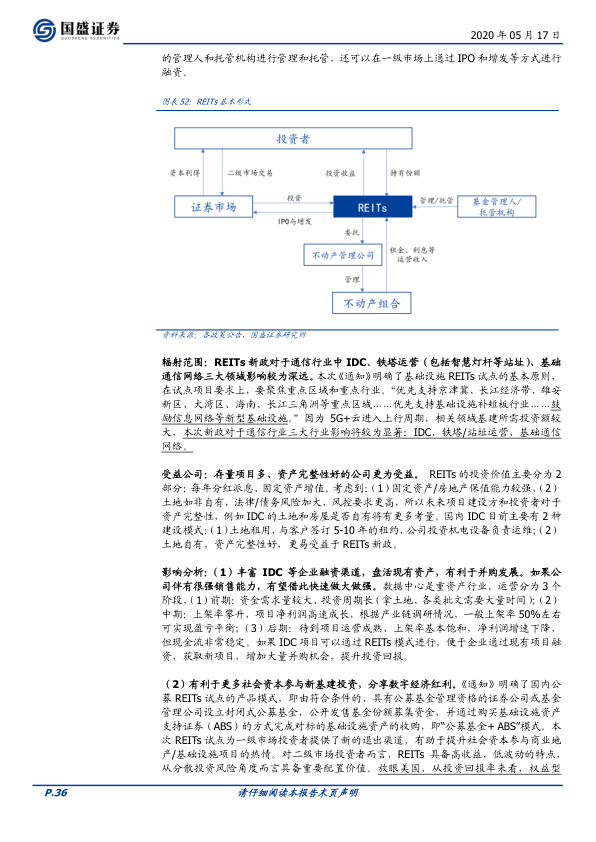 国盛证券
GUOSHENG SECURITIES
2020 年 05 月 17 日
的管理人和托管机构进行管理和托管，还可以在一级市场上通过 IPO 和增发等方式进行
融资。
图表 52：REITs 基本形式
投资者
资本利得
二级市场交易
投资收益
持有份额
证券市场
投资
REITs
管理/托管
基金管理人/
托管机构
IPO与增发
委托
不动产管理公司
租金、利息等
运营收入
管理
不动产组合
资料来源：各政策公告，国盛证券研究所
辐射范围：REITs 新政对于通信行业中 IDC、铁塔运营（包括智慧灯杆等站址）、基础
通信网络三大领域影响较为深远。本次《通知》明确了基础设施 REITs 试点的基本原则，
在试点项目要求上，要聚焦重点区域和重点行业。“优先支持京津冀、长江经济带、雄安
新区、大湾区、海南、长江三角洲等重点区域……优先支持基础设施补短板行业……鼓
励信息网络等新型基础设施。”因为 5G+云进入上行周期，相关领域基建所需投资额较
大，本次新政对于通信行业三大行业影响将较为显著：IDC、铁塔/站址运营、基础通信
网络。
受益公司：存量项目多、资产完整性好的公司更为受益。 REITs 的投资价值主要分为 2
部分：每年分红派息，固定资产增值。考虑到：（1）固定资产/房地产保值能力较强，（2）
土地如非自有，法律/债务风险加大，风控要求更高，所以未来项目建设方和投资者对于
资产完整性，例如 IDC 的土地和房屋是否自有将有更多考量。国内 IDC 目前主要有 2 种
建设模式：（1）土地租用，与客户签订 5-10 年的租约，公司投资机电设备负责运维；（2）
土地自有，资产完整性好，更易受益于 REITs 新政。
影响分析：（1）丰富 IDC 等企业融资渠道，盘活现有资产，有利于并购发展。如果公
司伴有很强销售能力，有望借此快速做大做强。数据中心是重资产行业，运营分为 3 个
阶段，（1）前期：资金需求量较大、投资周期长（拿土地、各类批文需要大量时间）；（2）
中期：上架率攀升，项目净利润高速成长，根据产业链调研情况，一般上架率 50%左右
可实现盈亏平衡；（3）后期：待到项目运营成熟、上架率基本饱和，净利润增速下降，
但现金流非常稳定。如果 IDC 项目可以通过 REITs 模式进行，便于企业通过现有项目融
资，获取新项目，增加大量并购机会，提升投资回报。
（2）有利于更多社会资本参与新基建投资，分享数字经济红利。《通知》明确了国内公
募 REITs 试点的产品模式，即由符合条件的、具有公募基金管理资格的证券公司或基金
管理公司设立封闭式公募基金，公开发售基金份额募集资金，并通过购买基础设施资产
支持证券（ABS）的方式完成对标的基础设施资产的收购，即“公募基金+ ABS”模式。本
次 REITs 试点为一级市场投资者提供了新的退出渠道，有助于提升社会资本参与商业地
产/基础设施项目的热情。对二级市场投资者而言，REITs 具备高收益、低波动的特点，
从分散投资风险角度而言具备重要配置价值。放眼美国，从投资回报率来看，权益型
P.36
请仔细阅读本报告末页声明